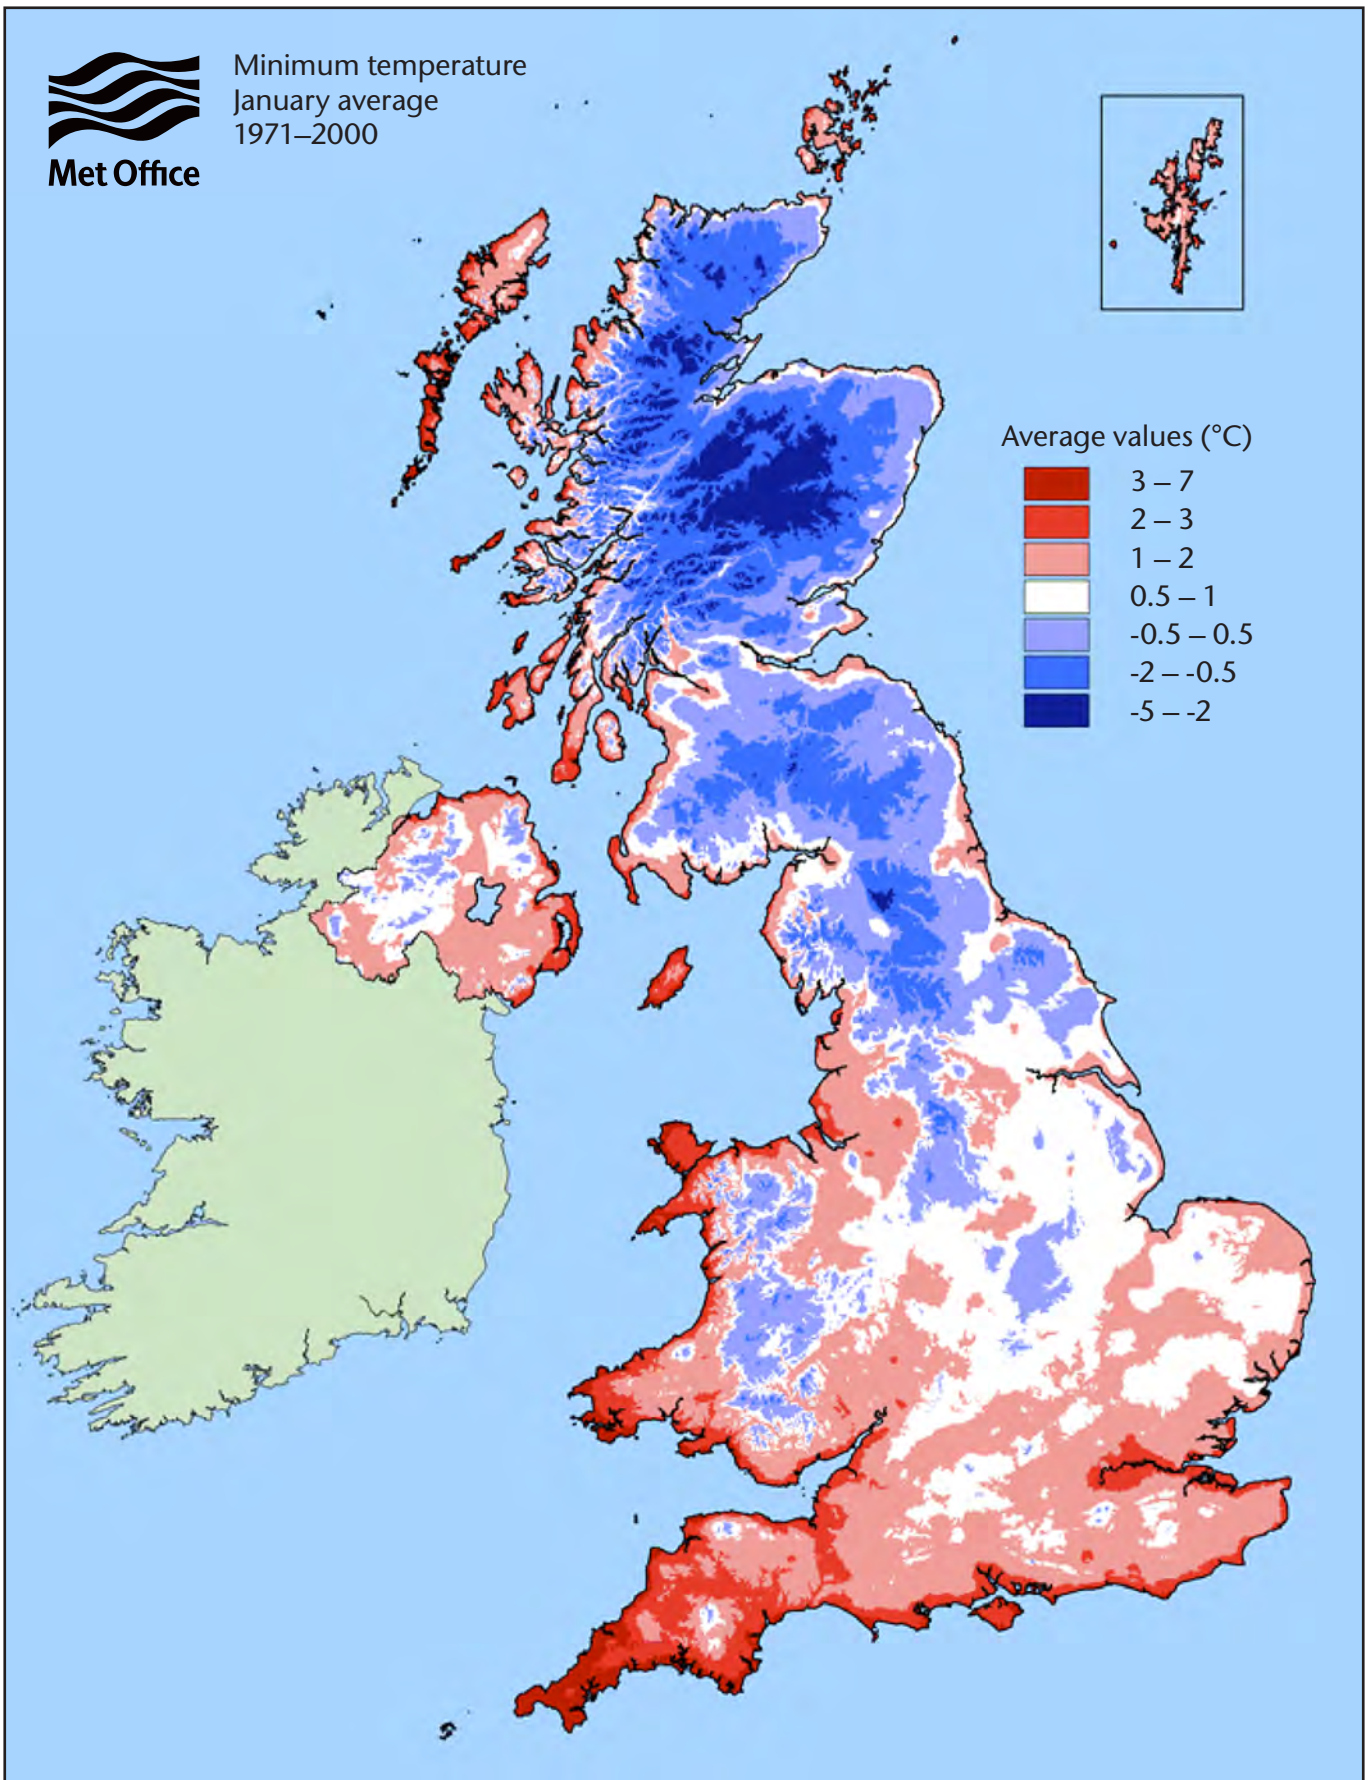 Minimum temperature
January average
1971–2000
Met Office
Average values (°C)
3 – 7
2 – 3
1 – 2
0.5 – 1
-0.5 – 0.5
-2 – -0.5
-5 – -2